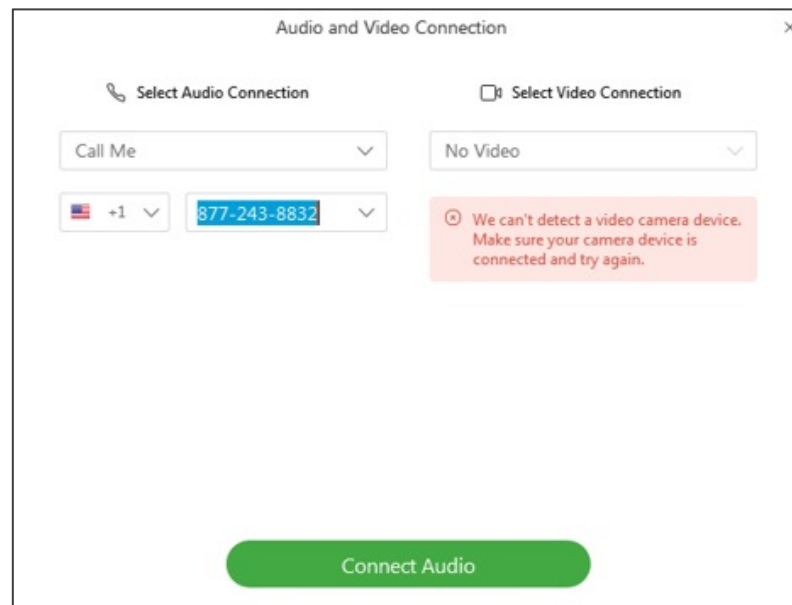 Audio and Video Connection
Select Audio Connection
Select Video Connection
Call Me
No Video
+1
877-243-8832
We can't detect a video camera device.
Make sure your camera device is
connected and try again.
Connect Audio